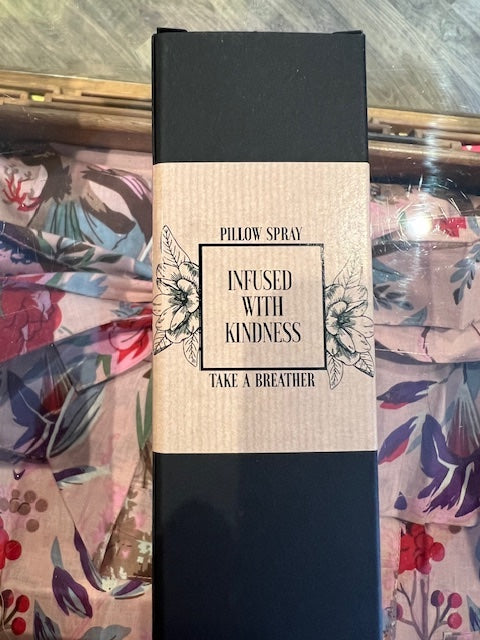 PILLOW SPRAY
INFUSED
WITH
KINDNESS
TAKE A BREATHER